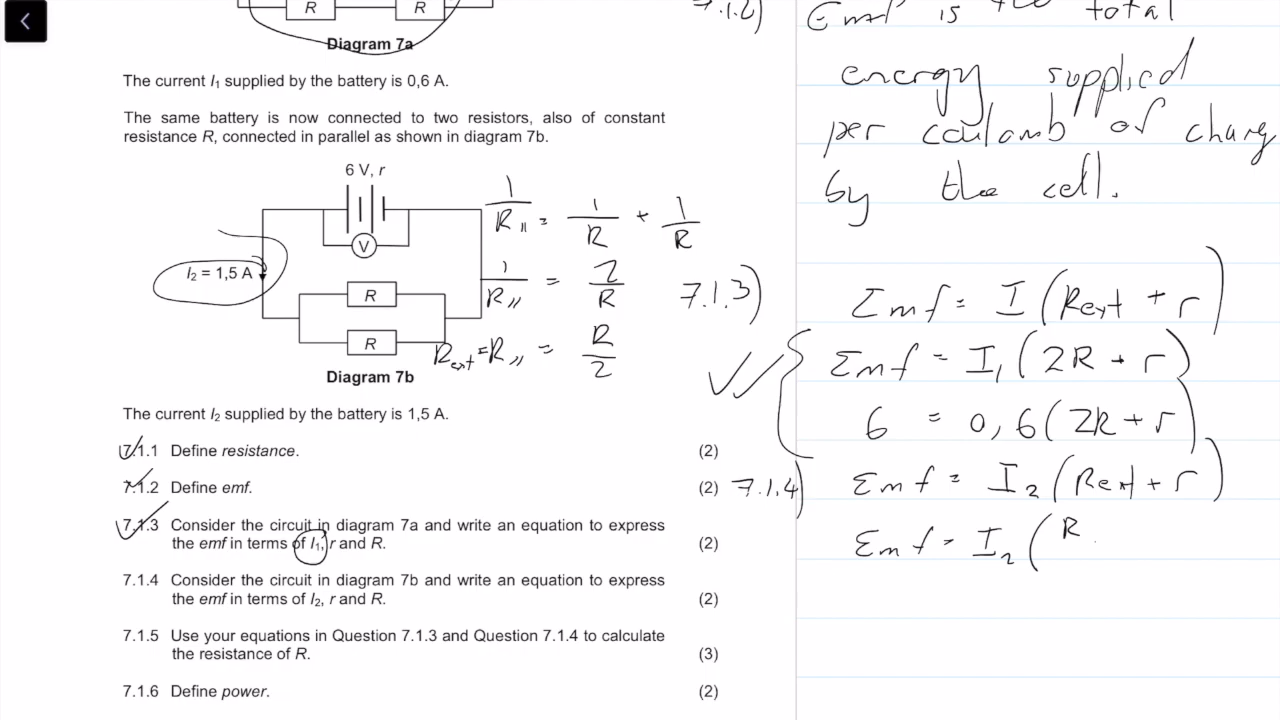 R R
Diagram 7a
The current I1 supplied by the battery is 0,6 A.
The same battery is now connected to two resistors, also of constant
resistance R, connected in parallel as shown in diagram 7b.
6 V, r
V
I2 = 1,5 A
R
R
Diagram 7b
1/R// = 1/R + 1/R
1/R// = 2/R
Rext = R// = R/2
The current I2 supplied by the battery is 1,5 A.
7.1.1 Define resistance. (2)
7.1.2 Define emf. (2)
7.1.3 Consider the circuit in diagram 7a and write an equation to express
the emf in terms of I1, r and R. (2)
7.1.4 Consider the circuit in diagram 7b and write an equation to express
the emf in terms of I2, r and R. (2)
7.1.5 Use your equations in Question 7.1.3 and Question 7.1.4 to calculate
the resistance of R. (3)
7.1.6 Define power. (2)
7.1.2)
Emf is the total
energy supplied
per coulomb of charg
by the cell.
7.1.3)
Emf = I (Rext + r)
Emf = I1 (2R + r)
6 = 0,6 (2R + r)
7.1.4)
Emf = I2 (Rext + r)
Emf = I2 ( R